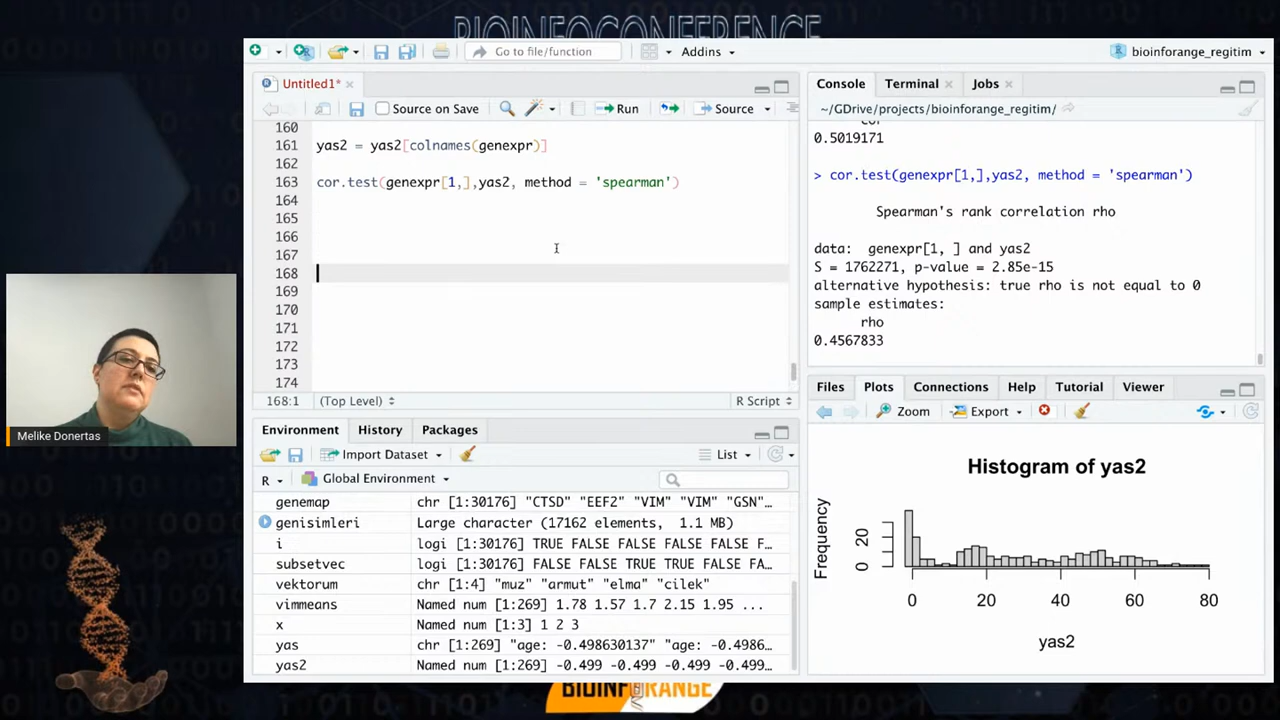 BIOINFOCONFERENCE
Go to file/function
Addins
bioinforange_regitim
Untitled1*
Source on Save
Run
Source
160
161 yas2 = yas2[colnames(genexpr)]
162
163 cor.test(genexpr[1,],yas2, method = 'spearman')
164
165
166
167
168
169
170
171
172
173
174
168:1 (Top Level) R Script
Console Terminal Jobs
~/GDrive/projects/bioinforange_regitim/
cor
0.5019171
> cor.test(genexpr[1,],yas2, method = 'spearman')
Spearman's rank correlation rho
data: genexpr[1, ] and yas2
S = 1762271, p-value = 2.85e-15
alternative hypothesis: true rho is not equal to 0
sample estimates:
rho
0.4567833
Environment History Packages
Import Dataset List
R Global Environment
genemap chr [1:30176] "CTSD" "EEF2" "VIM" "VIM" "GSN"…
genisimleri Large character (17162 elements, 1.1 MB)
i logi [1:30176] TRUE FALSE FALSE FALSE FALSE F…
subsetvec logi [1:30176] FALSE FALSE TRUE TRUE FALSE FA…
vektorum chr [1:4] "muz" "armut" "elma" "cilek"
vimmeans Named num [1:269] 1.78 1.57 1.7 2.15 1.95 ...
x Named num [1:3] 1 2 3
yas chr [1:269] "age: -0.498630137" "age: -0.4986…
yas2 Named num [1:269] -0.499 -0.499 -0.499 -0.499…
Files Plots Connections Help Tutorial Viewer
Zoom Export
Histogram of yas2
Frequency
0 20
0 20 40 60 80
yas2
Melike Donertas
BIOINFORANGE